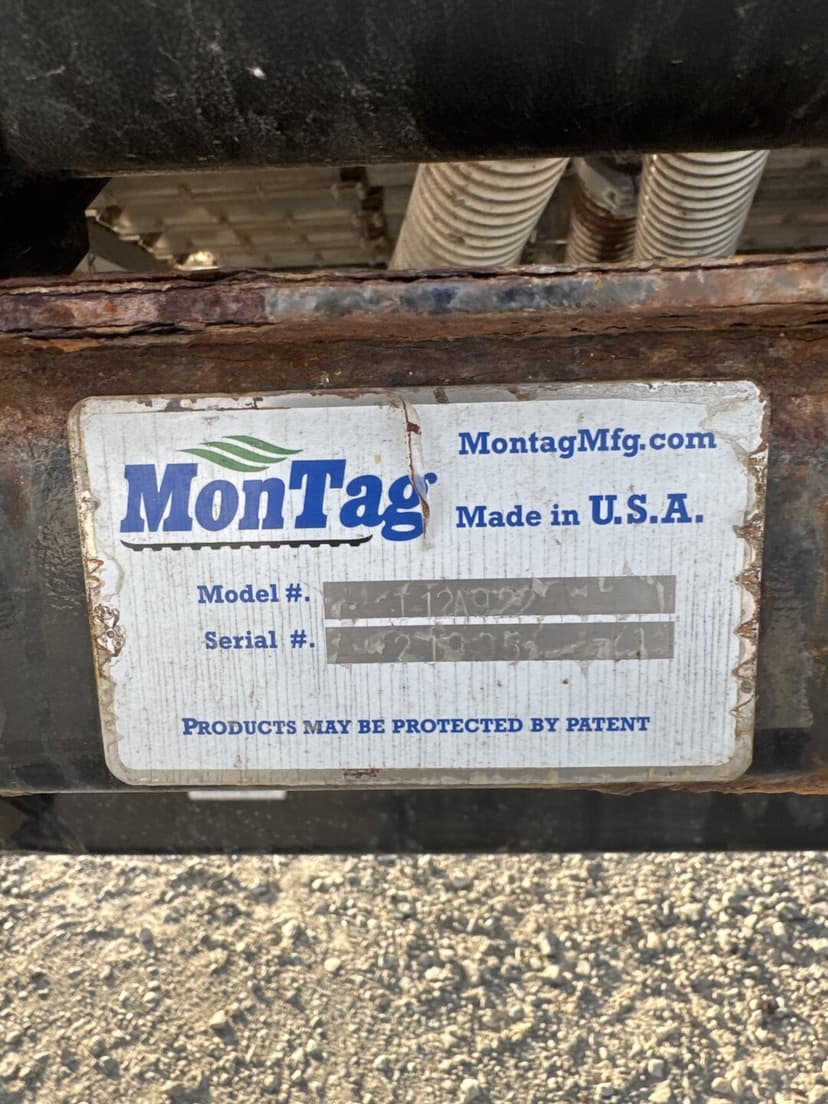 MonTag
MontagMfg.com
Made in U.S.A.
Model #.
Serial #.
PRODUCTS MAY BE PROTECTED BY PATENT